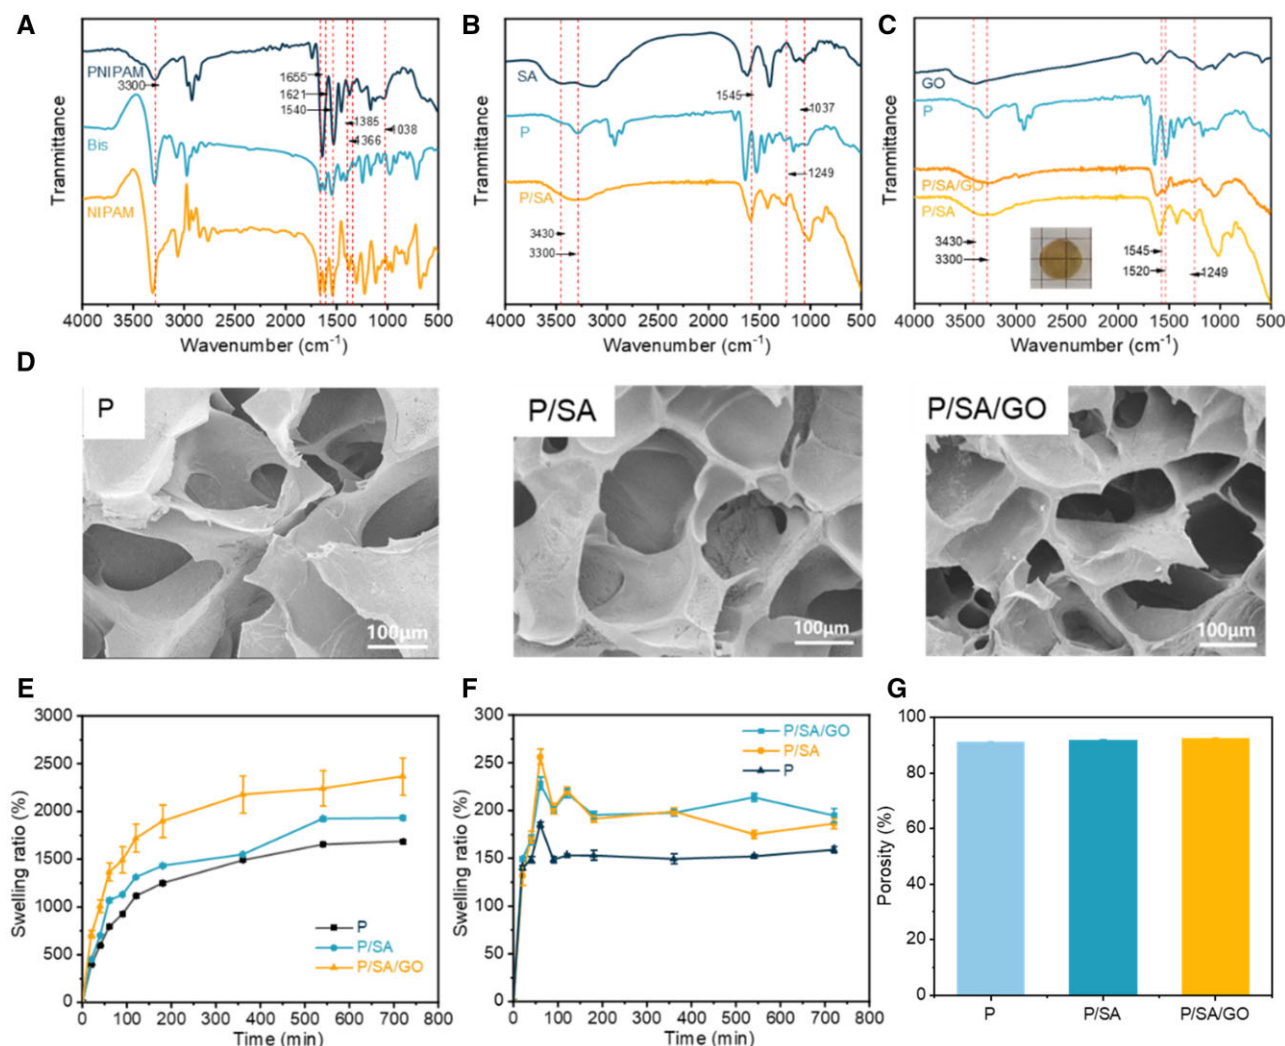 A
B
C
Tranmittance
PNIPAM
3300
Bis
NIPAM
1655
1621
1540
1385
1366
1038
4000 3500 3000 2500 2000 1500 1000 500
Wavenumber (cm⁻¹)
Tranmittance
SA
P
P/SA
1545
1037
1249
3430
3300
4000 3500 3000 2500 2000 1500 1000 500
Wavenumber (cm⁻¹)
Tranmittance
GO
P
P/SA/GO
P/SA
3430
3300
1545
1520
1249
4000 3500 3000 2500 2000 1500 1000 500
Wavenumber (cm⁻¹)
D
P
100μm
P/SA
100μm
P/SA/GO
100μm
E
Swelling ratio (%)
3000
2500
2000
1500
1000
500
0
P
P/SA
P/SA/GO
0 100 200 300 400 500 600 700 800
Time (min)
F
Swelling ratio (%)
300
250
200
150
100
50
0
P/SA/GO
P/SA
P
0 100 200 300 400 500 600 700 800
Time (min)
G
Porosity (%)
100
80
60
40
20
0
P P/SA P/SA/GO